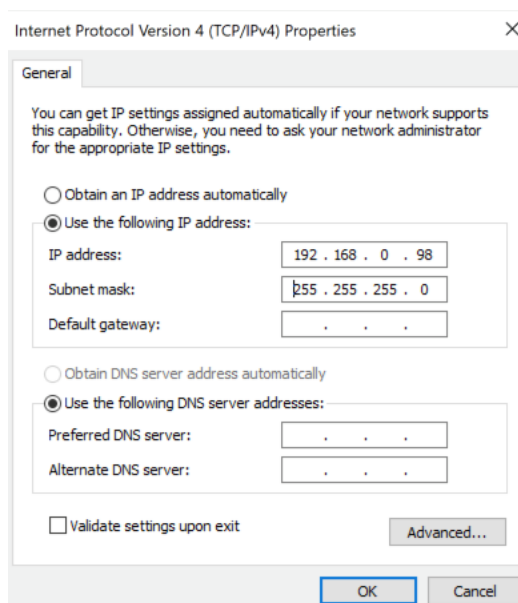 Internet Protocol Version 4 (TCP/IPv4) Properties
General
You can get IP settings assigned automatically if your network supports
this capability. Otherwise, you need to ask your network administrator
for the appropriate IP settings.
Obtain an IP address automatically
Use the following IP address:
IP address: 192 . 168 . 0 . 98
Subnet mask: 255 . 255 . 255 . 0
Default gateway: . . .
Obtain DNS server address automatically
Use the following DNS server addresses:
Preferred DNS server: . . .
Alternate DNS server: . . .
Validate settings upon exit
Advanced...
OK Cancel